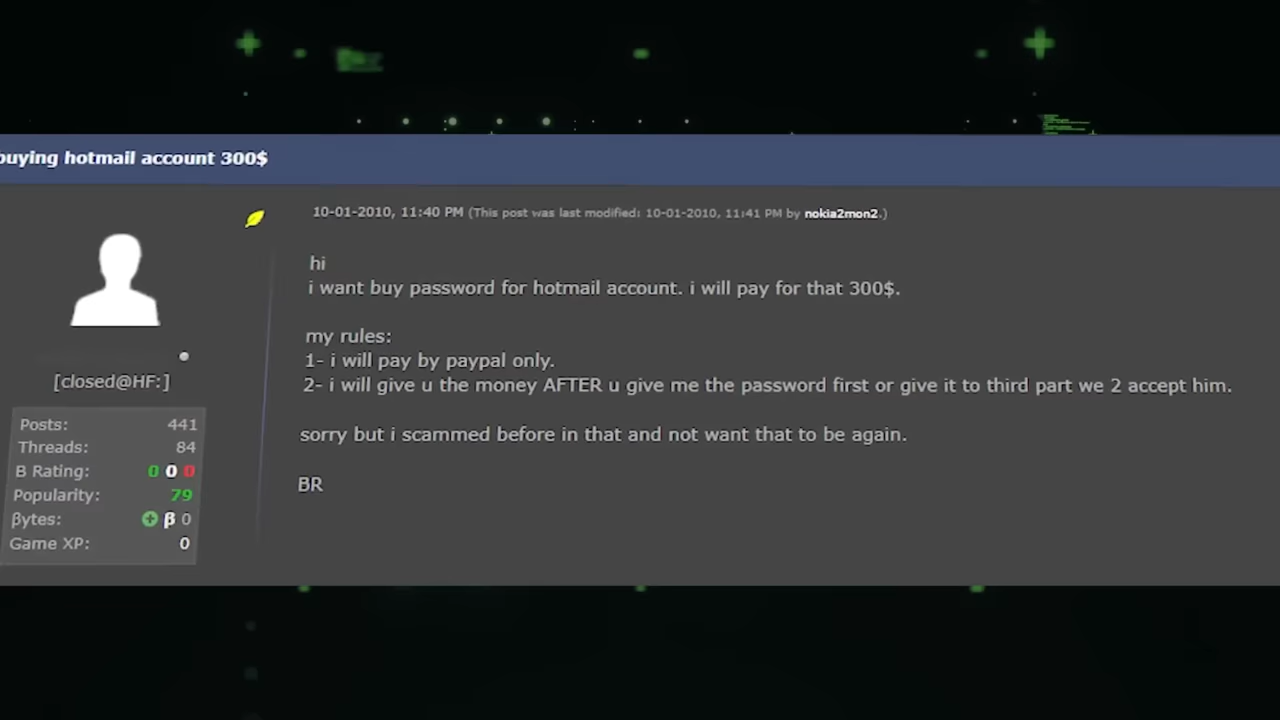 buying hotmail account 300$
10-01-2010, 11:40 PM (This post was last modified: 10-01-2010, 11:41 PM by nokia2mon2.)
hi
i want buy password for hotmail account. i will pay for that 300$.
my rules:
1- i will pay by paypal only.
2- i will give u the money AFTER u give me the password first or give it to third part we 2 accept him.
sorry but i scammed before in that and not want that to be again.
BR
[closed@HF:]
Posts: 441
Threads: 84
B Rating: 0 0 0
Popularity: 79
βytes: β 0
Game XP: 0